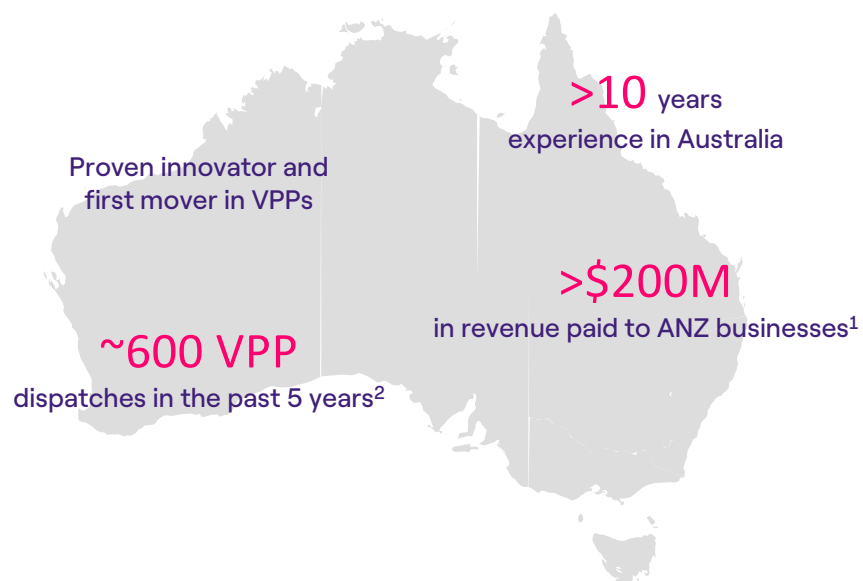 >10 years
experience in Australia
Proven innovator and
first mover in VPPs
>$200M
in revenue paid to ANZ businesses¹
~600 VPP
dispatches in the past 5 years²